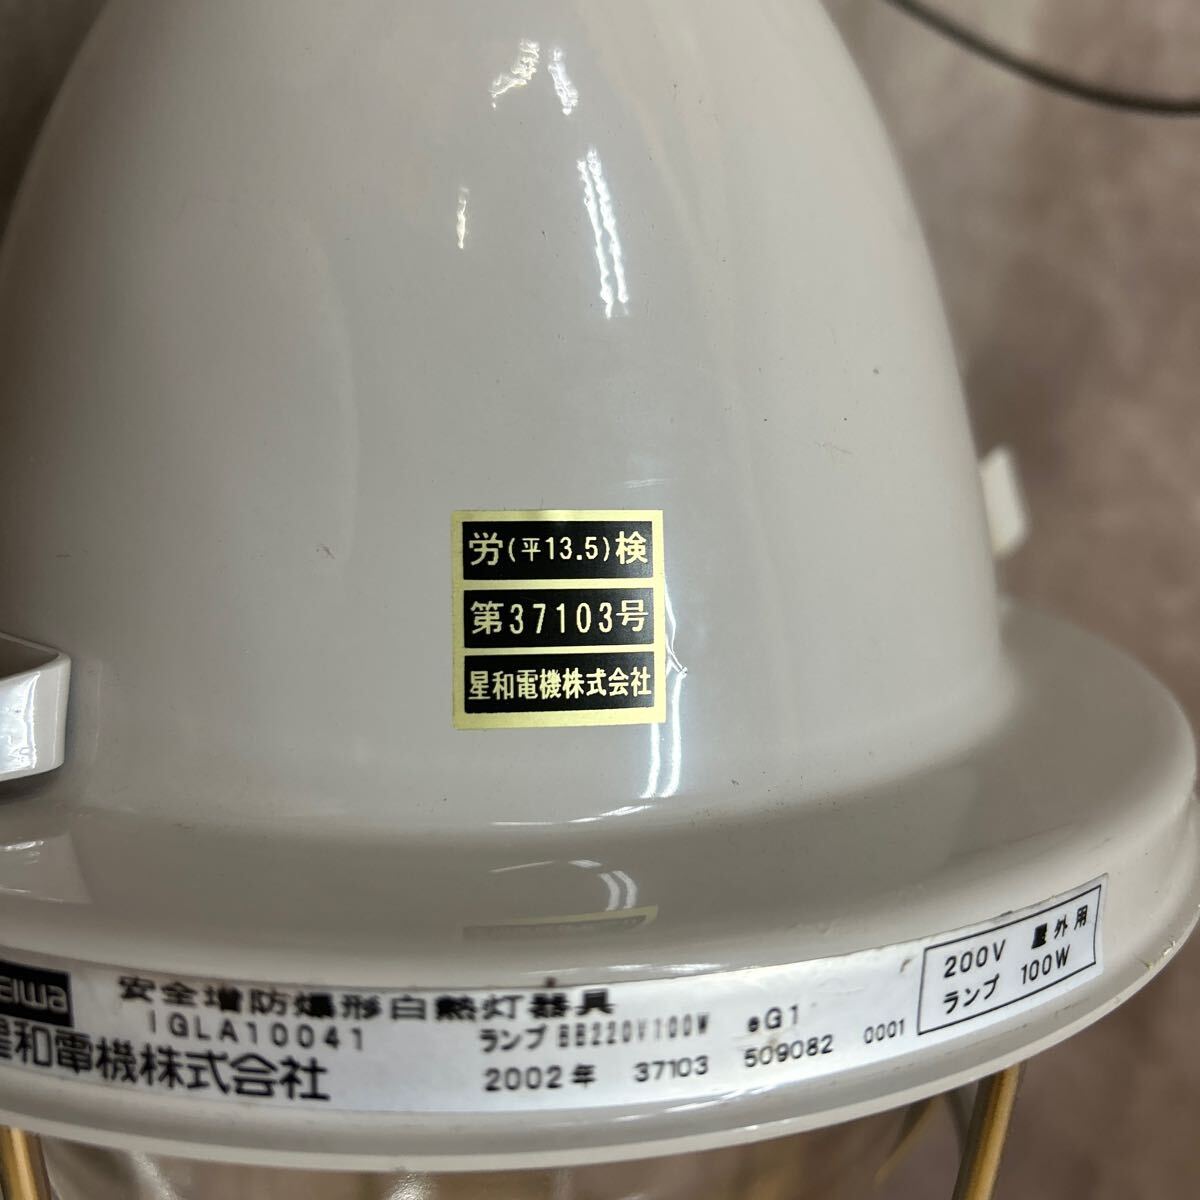 労(平13.5)検
第37103号
星和電機株式会社
eiwa 安全増防爆形白熱灯器具
IGLA10041 ランプ BB220V100W eG1
星和電機株式会社 2002年 37103 509082 0001
200V 屋外用
ランプ 100W